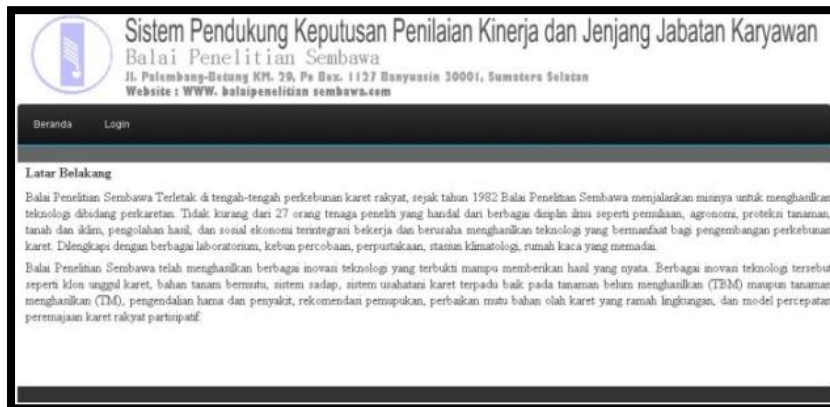 Sistem Pendukung Keputusan Penilaian Kinerja dan Jenjang Jabatan Karyawan
Balai Penelitian Sembawa
Jl. Palembang-Betung KM. 29, Po Box. 1127 Banyuasin 30001, Sumatera Selatan
Website : WWW. balaipenelitian sembawa.com
Beranda Login
Latar Belakang
Balai Penelitian Sembawa Terletak di tengah-tengah perkebunan karet rakyat, sejak tahun 1982 Balai Penelitian Sembawa menjalankan misinya untuk menghasilkan
teknologi dibidang perkaretan. Tidak kurang dari 27 orang tenaga peneliti yang handal dari berbagai disiplin ilmu seperti pemuliaan, agronomi, proteksi tanaman,
tanah dan iklim, pengolahan hasil, dan sosial ekonomi terintegrasi bekerja dan berusaha menghasilkan teknologi yang bermanfaat bagi pengembangan perkebunan
karet. Dilengkapi dengan berbagai laboratorium, kebun percobaan, perpustakaan, stasiun klimatologi, rumah kaca yang memadai.
Balai Penelitian Sembawa telah menghasilkan berbagai inovasi teknologi yang terbukti mampu memberikan hasil yang nyata. Berbagai inovasi teknologi tersebut
seperti klon unggul karet, bahan tanam bermutu, sistem sadap, sistem usahatani karet terpadu baik pada tanaman belum menghasilkan (TBM) maupun tanaman
menghasilkan (TM), pengendalian hama dan penyakit, rekomendasi pemupukan, perbaikan mutu bahan olah karet yang ramah lingkungan, dan model percepatan
peremajaan karet rakyat partisipatif.